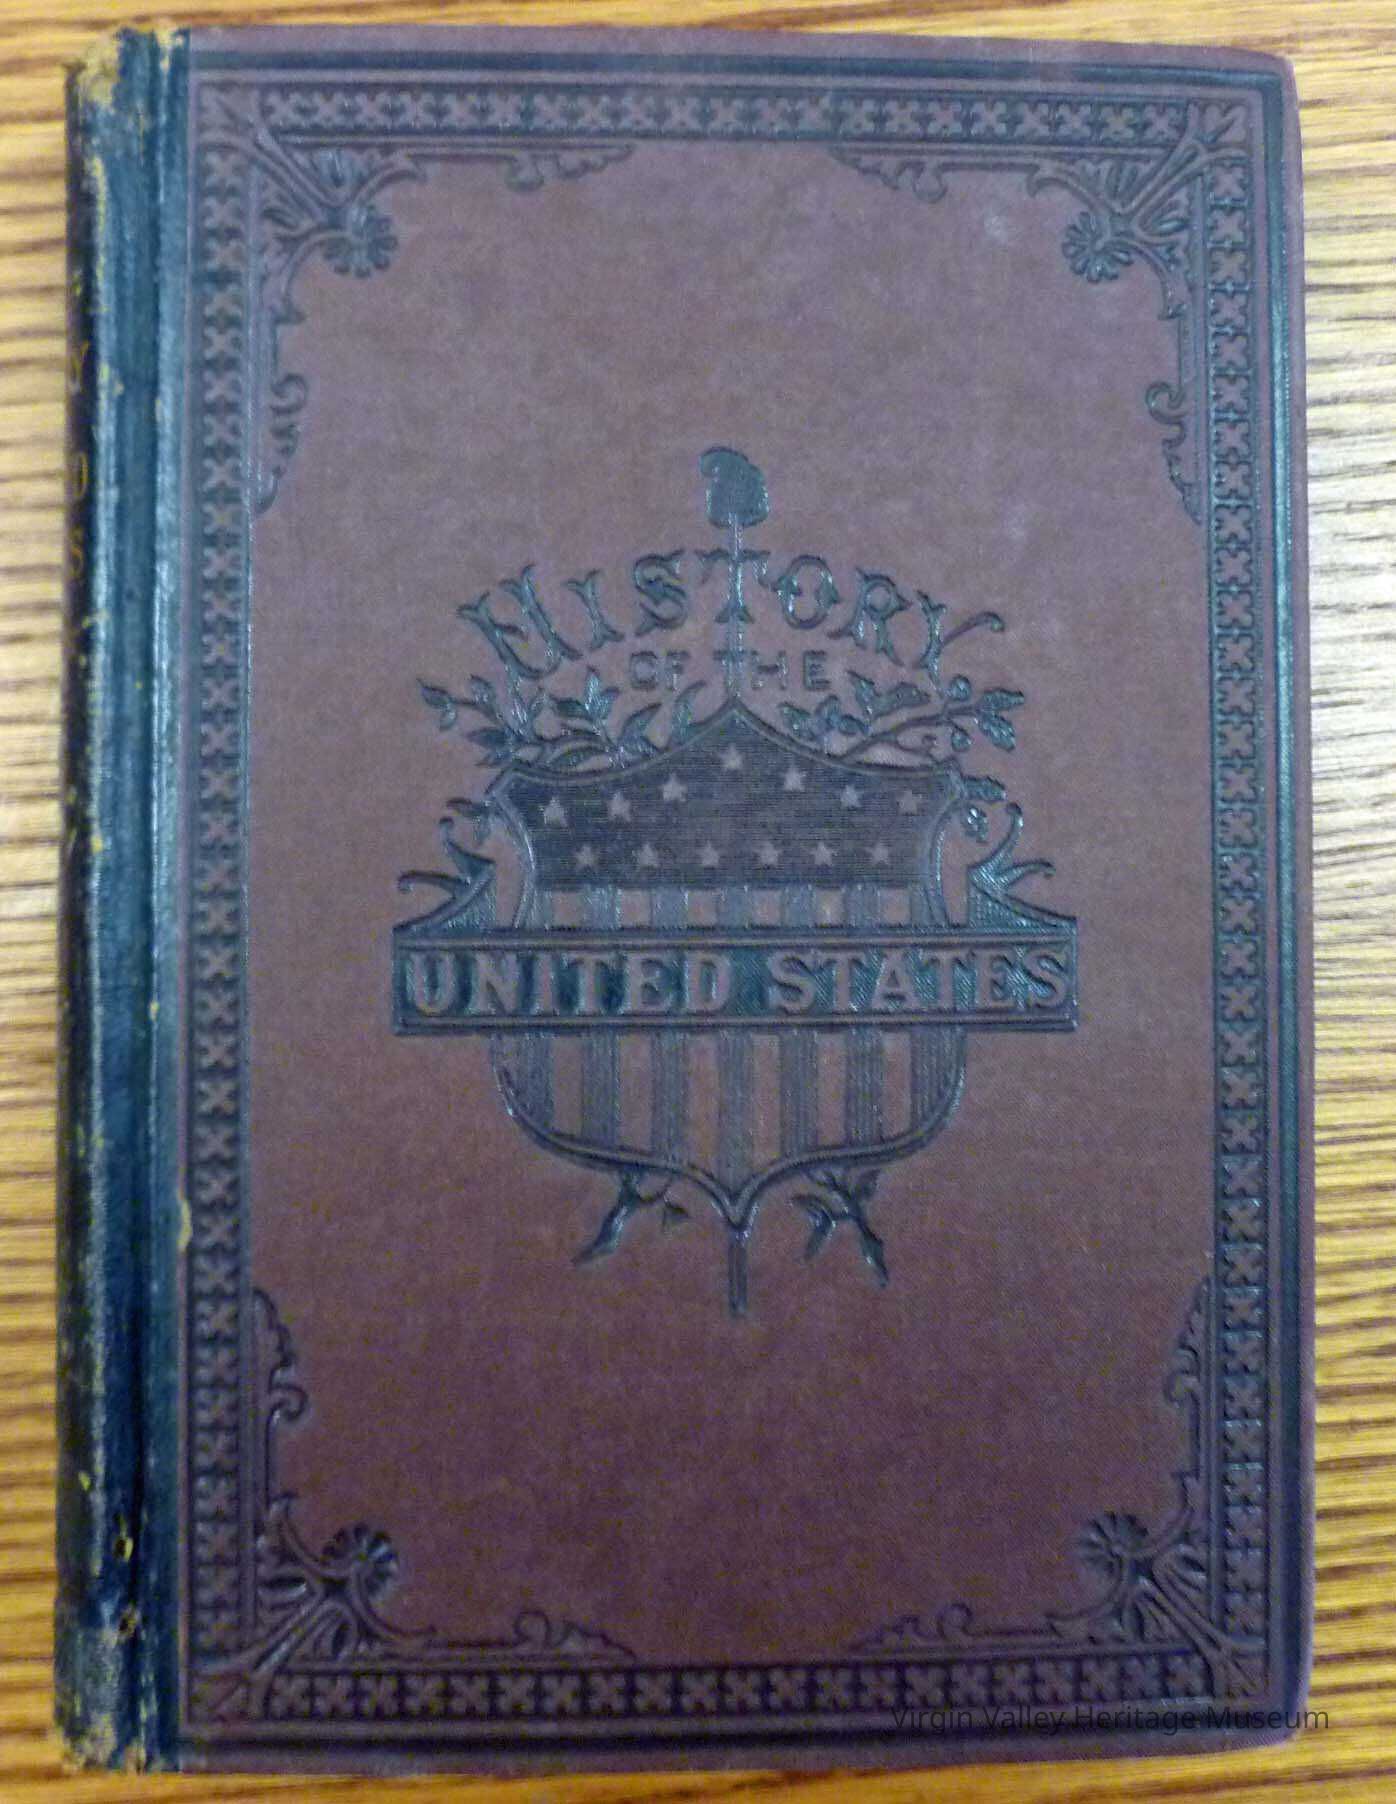 HISTORY
OF THE
UNITED STATES
Virgin Valley Heritage Museum